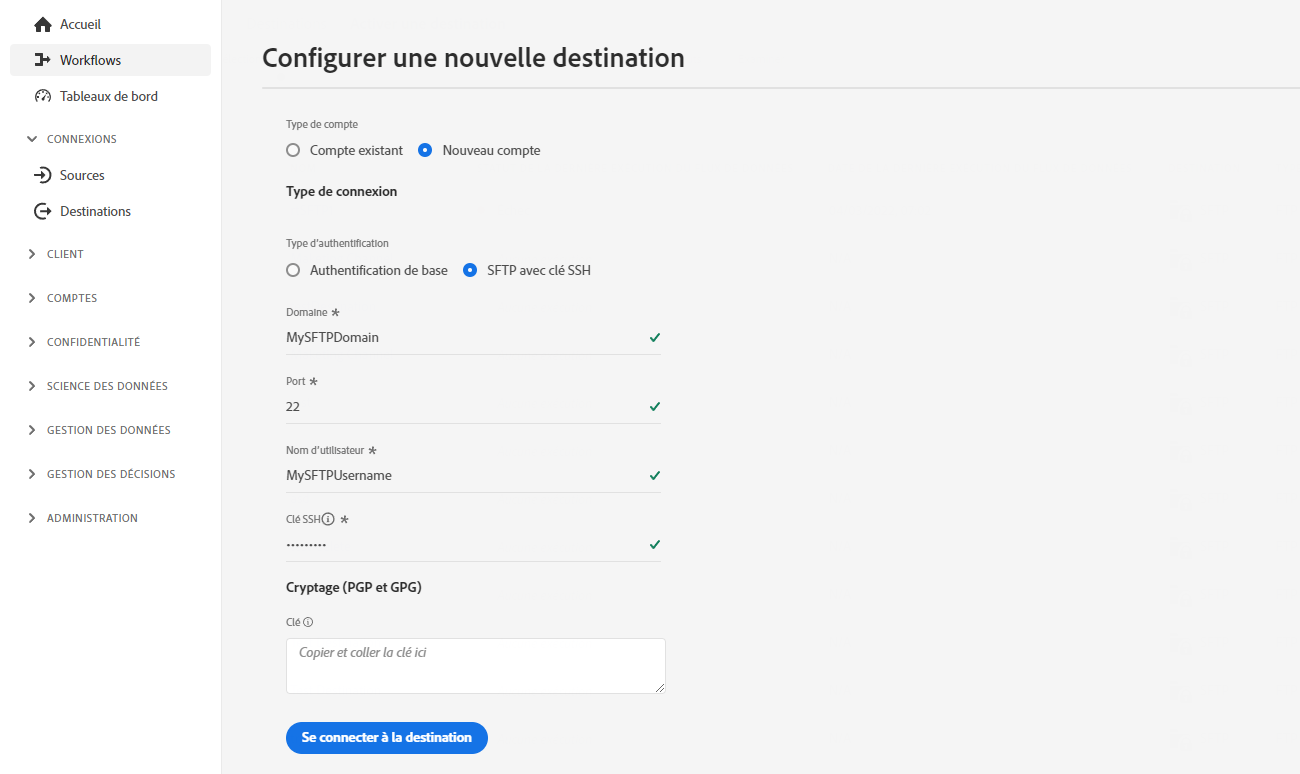 Accueil
Workflows
Tableaux de bord
CONNEXIONS
Sources
Destinations
CLIENT
COMPTES
CONFIDENTIALITÉ
SCIENCE DES DONNÉES
GESTION DES DONNÉES
GESTION DES DÉCISIONS
ADMINISTRATION
Configurer une nouvelle destination
Type de compte
Compte existant Nouveau compte
Type de connexion
Type d'authentification
Authentification de base SFTP avec clé SSH
Domaine *
MySFTPDomain
Port *
22
Nom d'utilisateur *
MySFTPUsername
Clé SSH *
•••••••••
Cryptage (PGP et GPG)
Clé
Copier et coller la clé ici
Se connecter à la destination